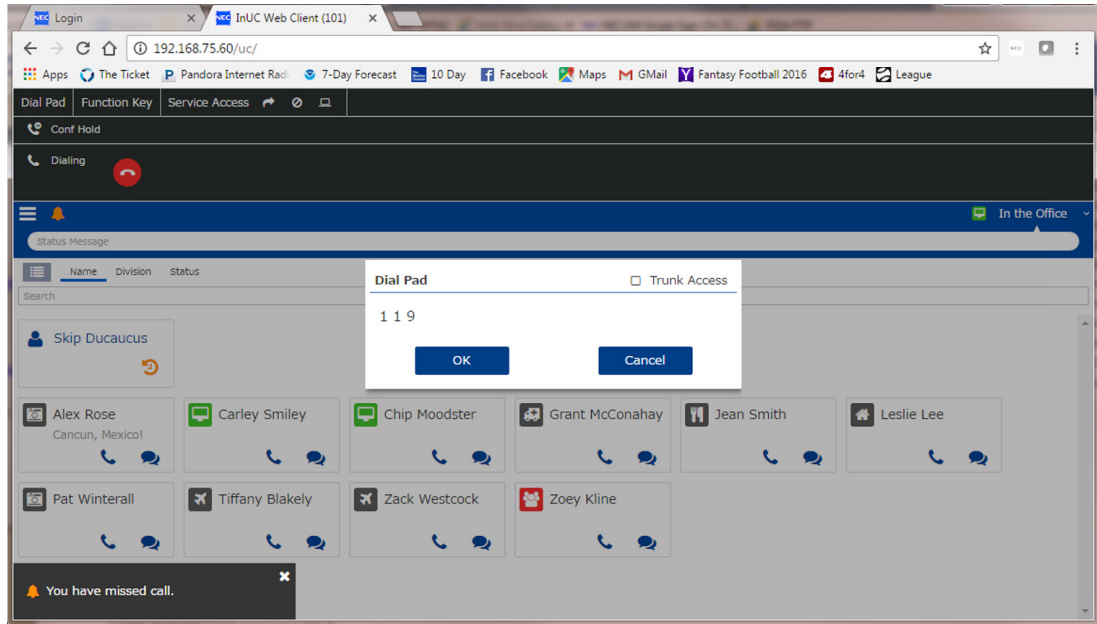 NEC Login
NEC InUC Web Client (101)
192.168.75.60/uc/
Apps The Ticket Pandora Internet Radi 7-Day Forecast 10 Day Facebook Maps GMail Fantasy Football 2016 4for4 League
Dial Pad Function Key Service Access
Conf Hold
Dialing
In the Office
Status Message
Name Division Status
Search
Dial Pad Trunk Access
1 1 9
OK Cancel
Skip Ducaucus
Alex Rose Carley Smiley Chip Moodster Grant McConahay Jean Smith Leslie Lee
Cancun, Mexico!
Pat Winterall Tiffany Blakely Zack Westcock Zoey Kline
You have missed call.